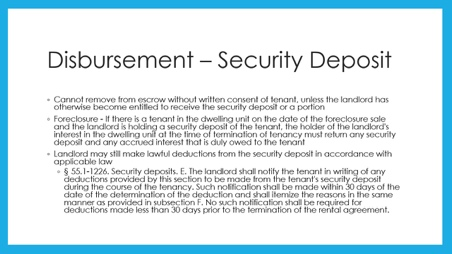 Disbursement – Security Deposit
Cannot remove from escrow without written consent of tenant, unless the landlord has
otherwise become entitled to receive the security deposit or a portion
Foreclosure - If there is a tenant in the dwelling unit on the date of the foreclosure sale
and the landlord is holding a security deposit of the tenant, the holder of the landlord's
interest in the dwelling unit at the time of termination of tenancy must return any security
deposit and any accrued interest that is duly owed to the tenant
Landlord may still make lawful deductions from the security deposit in accordance with
applicable law
§ 55.1-1226. Security deposits. E. The landlord shall notify the tenant in writing of any
deductions provided by this section to be made from the tenant's security deposit
during the course of the tenancy. Such notification shall be made within 30 days of the
date of the determination of the deduction and shall itemize the reasons in the same
manner as provided in subsection F. No such notification shall be required for
deductions made less than 30 days prior to the termination of the rental agreement.